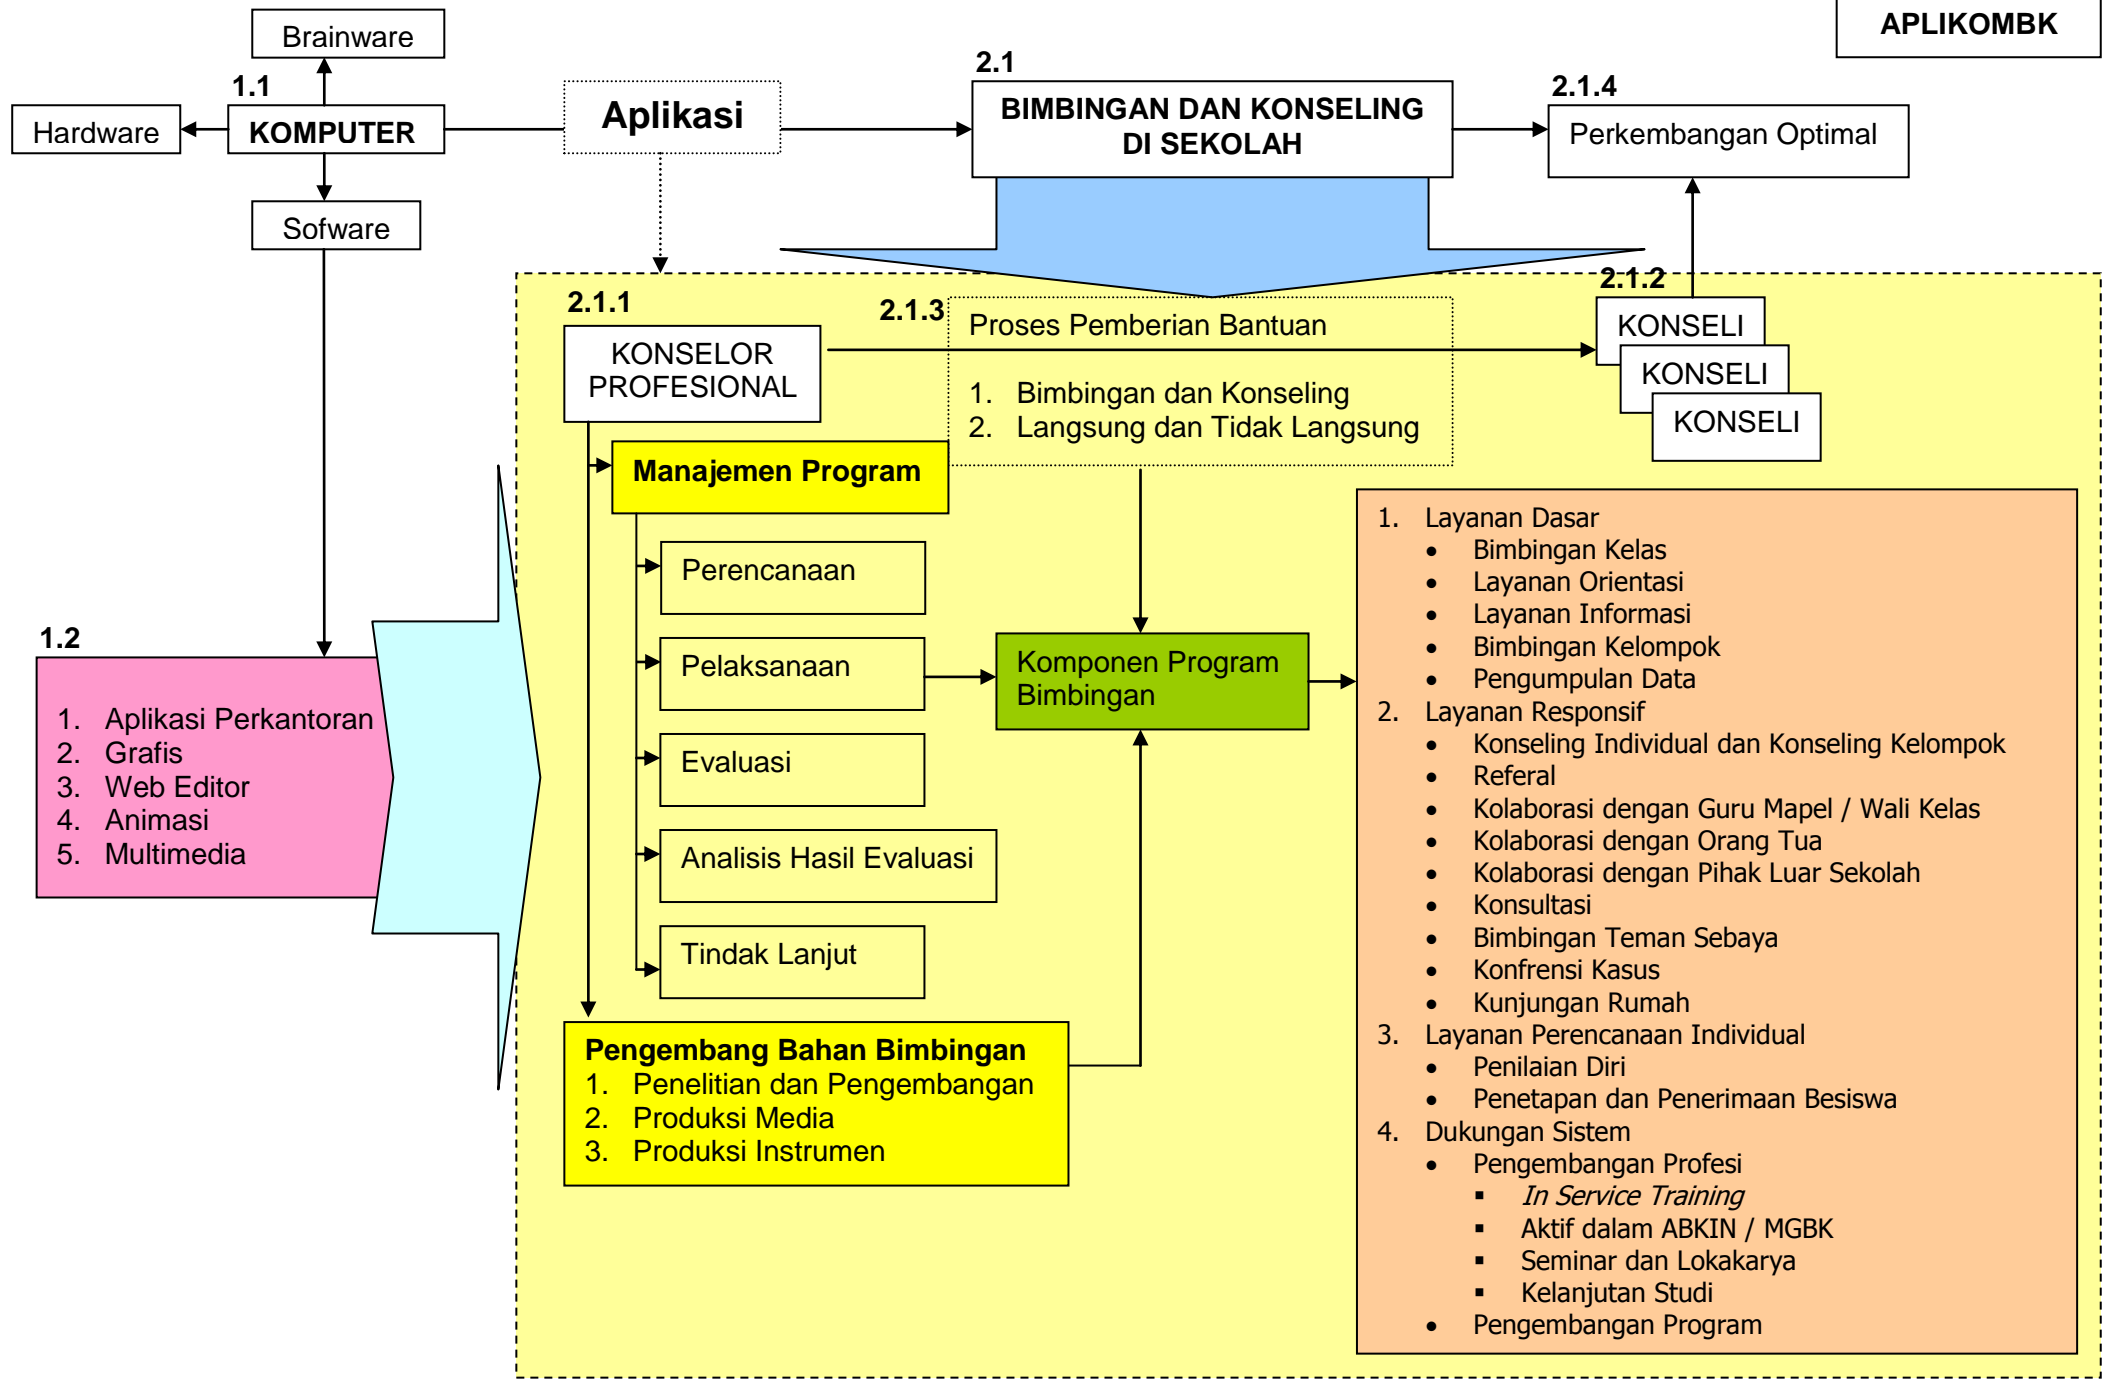 APLIKOMBK
Brainware
1.1
Hardware
KOMPUTER
Sofware
Aplikasi
2.1
BIMBINGAN DAN KONSELING
DI SEKOLAH
2.1.4
Perkembangan Optimal
2.1.1
KONSELOR
PROFESIONAL
2.1.3
Proses Pemberian Bantuan
1. Bimbingan dan Konseling
2. Langsung dan Tidak Langsung
2.1.2
KONSELI
KONSELI
KONSELI
Manajemen Program
Perencanaan
Pelaksanaan
Evaluasi
Analisis Hasil Evaluasi
Tindak Lanjut
Komponen Program
Bimbingan
1.2
1. Aplikasi Perkantoran
2. Grafis
3. Web Editor
4. Animasi
5. Multimedia
Pengembang Bahan Bimbingan
1. Penelitian dan Pengembangan
2. Produksi Media
3. Produksi Instrumen
1. Layanan Dasar
• Bimbingan Kelas
• Layanan Orientasi
• Layanan Informasi
• Bimbingan Kelompok
• Pengumpulan Data
2. Layanan Responsif
• Konseling Individual dan Konseling Kelompok
• Referal
• Kolaborasi dengan Guru Mapel / Wali Kelas
• Kolaborasi dengan Orang Tua
• Kolaborasi dengan Pihak Luar Sekolah
• Konsultasi
• Bimbingan Teman Sebaya
• Konfrensi Kasus
• Kunjungan Rumah
3. Layanan Perencanaan Individual
• Penilaian Diri
• Penetapan dan Penerimaan Besiswa
4. Dukungan Sistem
• Pengembangan Profesi
▪ In Service Training
▪ Aktif dalam ABKIN / MGBK
▪ Seminar dan Lokakarya
▪ Kelanjutan Studi
• Pengembangan Program